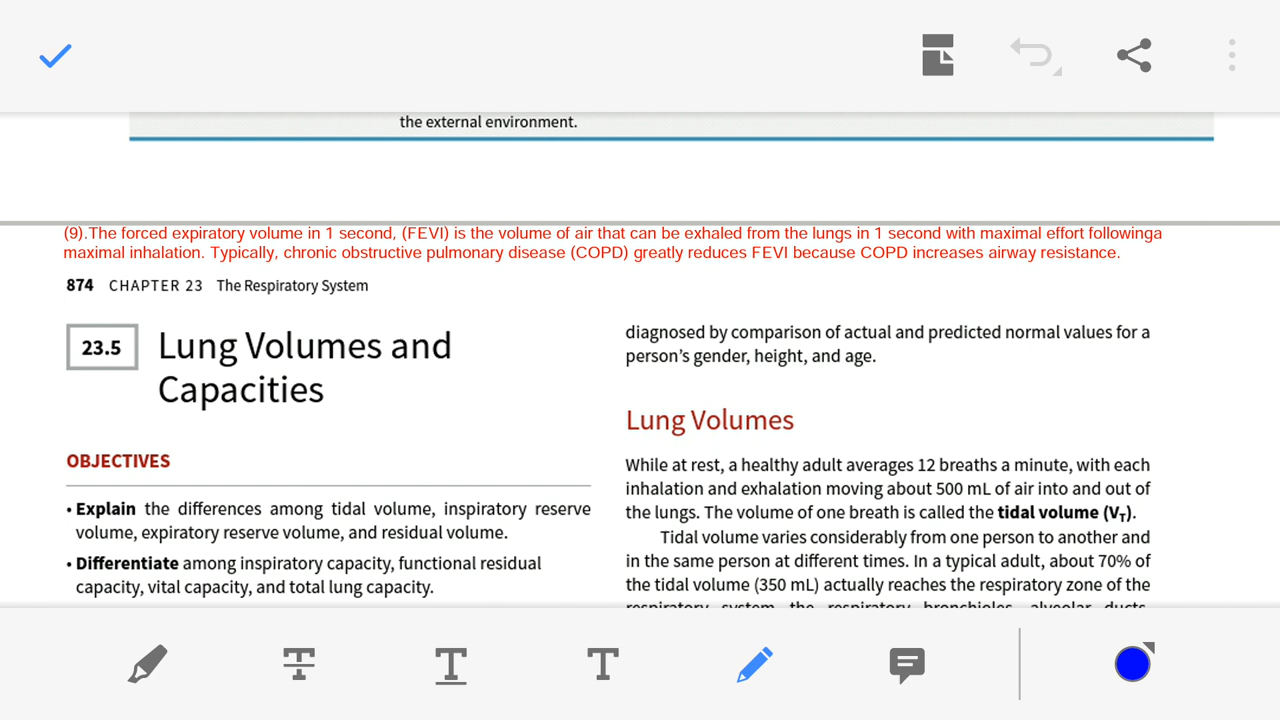 the external environment.
(9).The forced expiratory volume in 1 second, (FEVI) is the volume of air that can be exhaled from the lungs in 1 second with maximal effort followinga
maximal inhalation. Typically, chronic obstructive pulmonary disease (COPD) greatly reduces FEVI because COPD increases airway resistance.
874 CHAPTER 23 The Respiratory System
23.5 Lung Volumes and
Capacities
OBJECTIVES
• Explain the differences among tidal volume, inspiratory reserve
volume, expiratory reserve volume, and residual volume.
• Differentiate among inspiratory capacity, functional residual
capacity, vital capacity, and total lung capacity.
diagnosed by comparison of actual and predicted normal values for a
person’s gender, height, and age.
Lung Volumes
While at rest, a healthy adult averages 12 breaths a minute, with each
inhalation and exhalation moving about 500 mL of air into and out of
the lungs. The volume of one breath is called the tidal volume (VT).
Tidal volume varies considerably from one person to another and
in the same person at different times. In a typical adult, about 70% of
the tidal volume (350 mL) actually reaches the respiratory zone of the
respiratory system, the respiratory bronchioles, alveolar ducts,